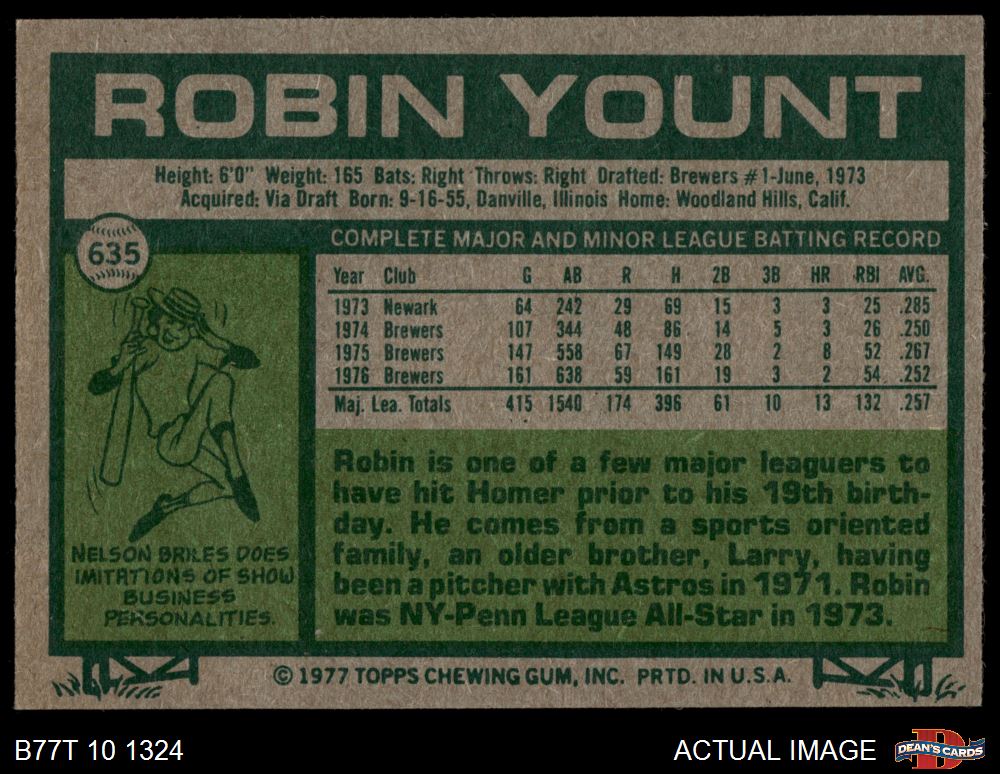 ROBIN YOUNT
Height: 6'0" Weight: 165 Bats: Right Throws: Right Drafted: Brewers #1-June, 1973
Acquired: Via Draft Born: 9-16-55, Danville, Illinois Home: Woodland Hills, Calif.
635
COMPLETE MAJOR AND MINOR LEAGUE BATTING RECORD
Year Club G AB R H 2B 3B HR RBI AVG.
1973 Newark 64 242 29 69 15 3 3 25 .285
1974 Brewers 107 344 48 86 14 5 3 26 .250
1975 Brewers 147 558 67 149 28 2 8 52 .267
1976 Brewers 161 638 59 161 19 3 2 54 .252
Maj. Lea. Totals 415 1540 174 396 61 10 13 132 .257
NELSON BRILES DOES
IMITATIONS OF SHOW
BUSINESS
PERSONALITIES.
Robin is one of a few major leaguers to
have hit Homer prior to his 19th birth-
day. He comes from a sports oriented
family, an older brother, Larry, having
been a pitcher with Astros in 1971. Robin
was NY-Penn League All-Star in 1973.
© 1977 TOPPS CHEWING GUM, INC. PRTD. IN U.S.A.
B77T 10 1324
ACTUAL IMAGE
D
DEAN'S CARDS